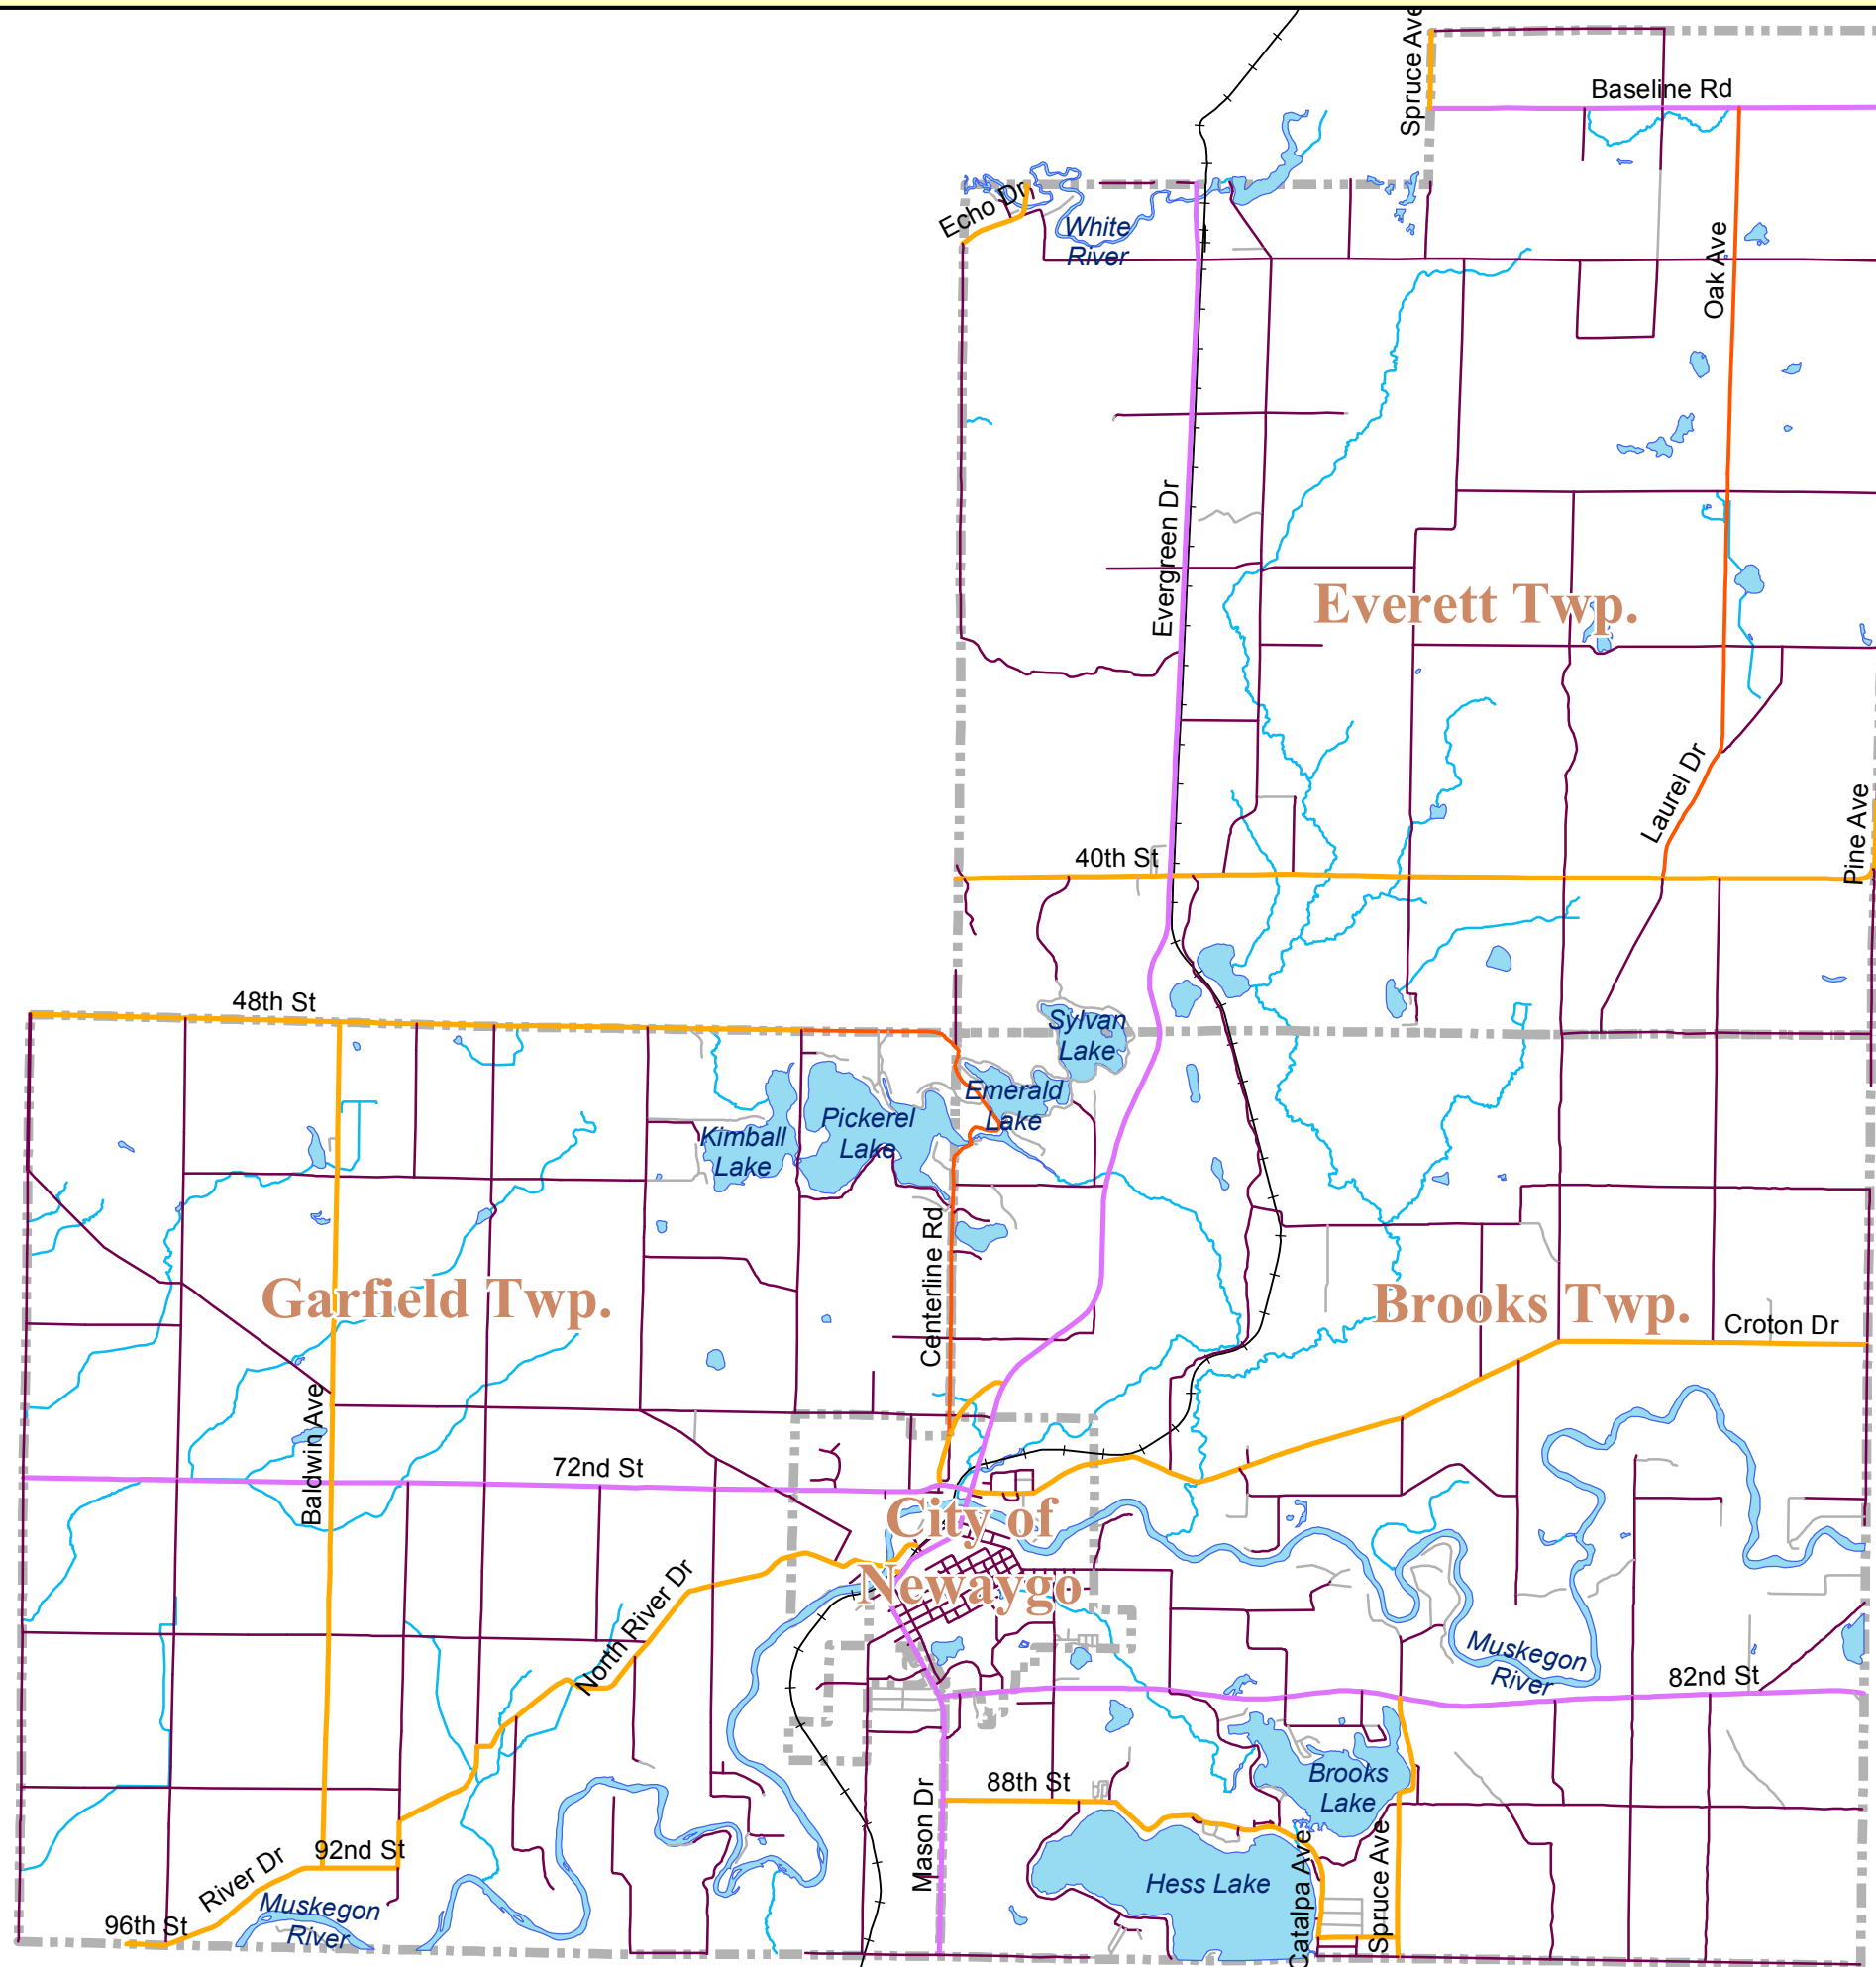 Spruce Ave
Baseline Rd
Echo Dr
White
River
Oak Ave
Evergreen Dr
Everett Twp.
Laurel Dr
Pine Ave
40th St
48th St
Sylvan
Lake
Emerald
Lake
Pickerel
Lake
Kimball
Lake
Centerline Rd
Garfield Twp.
Brooks Twp.
Croton Dr
Baldwin Ave
72nd St
City of
Newaygo
North River Dr
Muskegon
River
82nd St
Brooks
Lake
88th St
Mason Dr
Hess Lake
Catalpa Ave
Spruce Ave
92nd St
River Dr
Muskegon
River
96th St